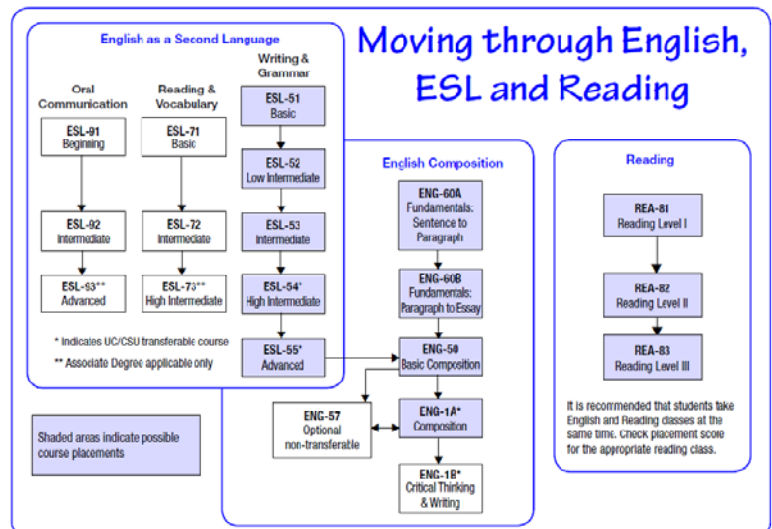 Moving through English,
ESL and Reading
English as a Second Language
Oral
Communication
ESL-91
Beginning
ESL-92
Intermediate
ESL-93**
Advanced
Reading &
Vocabulary
ESL-71
Basic
ESL-72
Intermediate
ESL-73**
High Intermediate
Writing &
Grammar
ESL-51
Basic
ESL-52
Low Intermediate
ESL-53
Intermediate
ESL-54*
High Intermediate
ESL-55*
Advanced
* Indicates UC/CSU transferable course
** Associate Degree applicable only
Shaded areas indicate possible
course placements
English Composition
ENG-60A
Fundamentals:
Sentence to
Paragraph
ENG-60B
Fundamentals:
Paragraph to Essay
ENG-50
Basic Composition
ENG-57
Optional
non-transferable
ENG-1A*
Composition
ENG-1B*
Critical Thinking
& Writing
Reading
REA-81
Reading Level I
REA-82
Reading Level II
REA-83
Reading Level III
It is recommended that students take
English and Reading classes at the
same time. Check placement score
for the appropriate reading class.